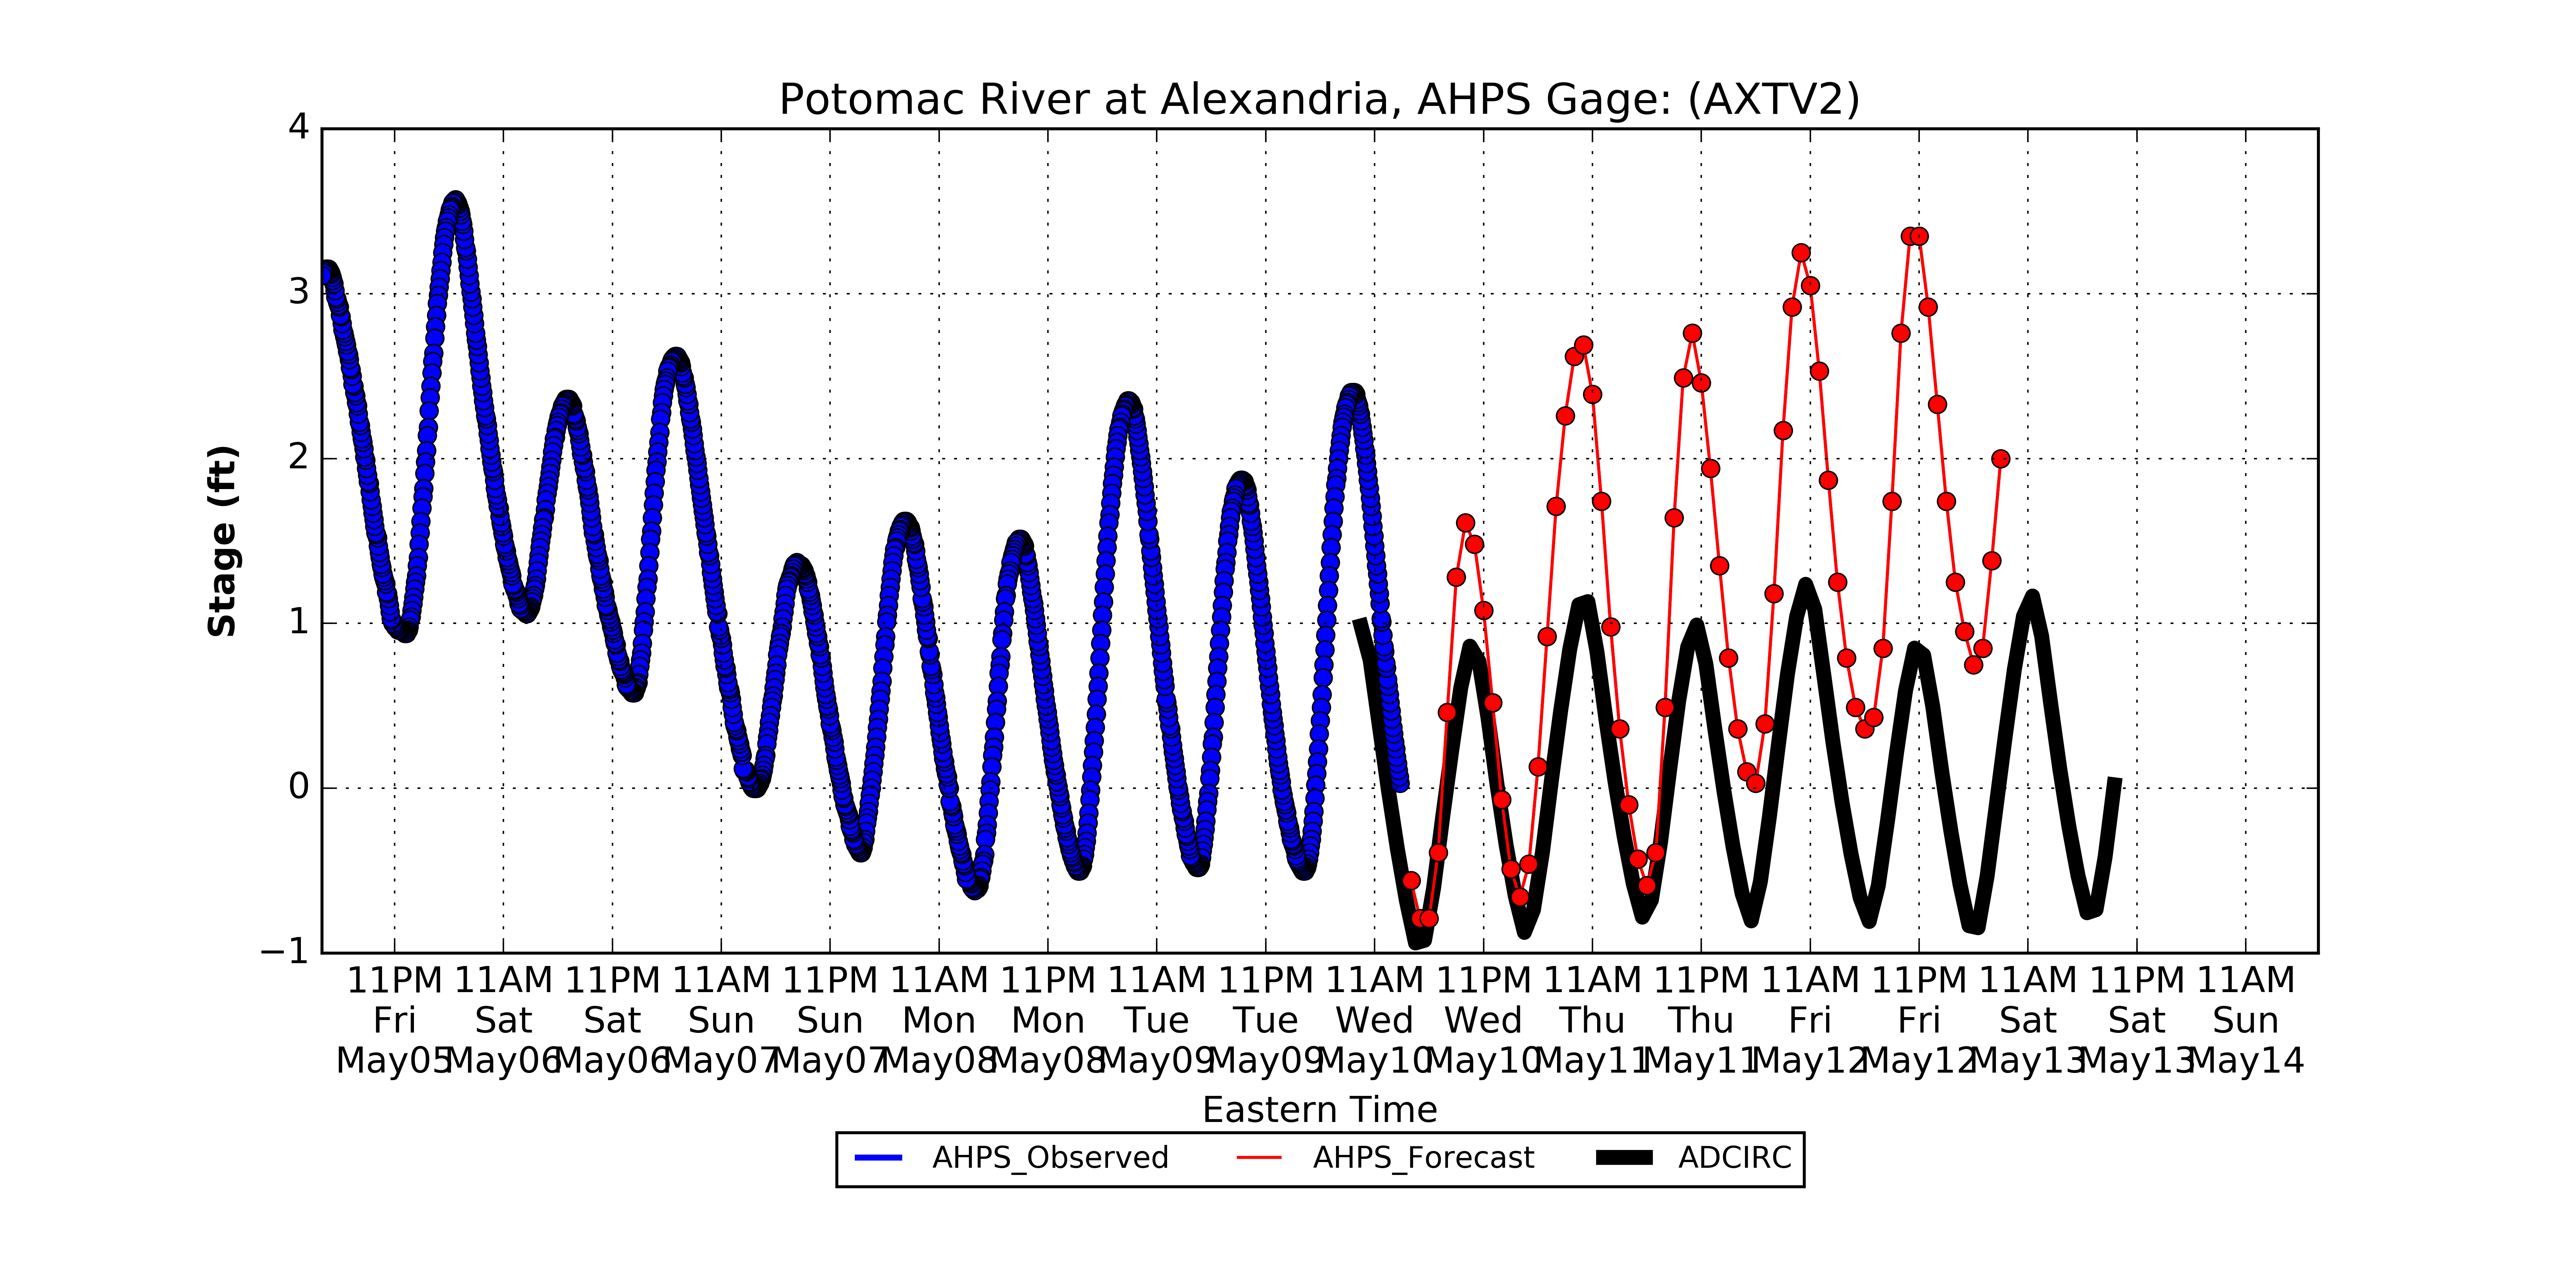 Potomac River at Alexandria, AHPS Gage: (AXTV2)
4
3
2
1
0
−1
Stage (ft)
11PM 11AM 11PM 11AM 11PM 11AM 11PM 11AM 11PM 11AM 11PM 11AM 11PM 11AM 11PM 11AM 11PM 11AM
Fri Sat Sat Sun Sun Mon Mon Tue Tue Wed Wed Thu Thu Fri Fri Sat Sat Sun
May05 May06 May06 May07 May07 May08 May08 May09 May09 May10 May10 May11 May11 May12 May12 May13 May13 May14
Eastern Time
AHPS_Observed AHPS_Forecast ADCIRC